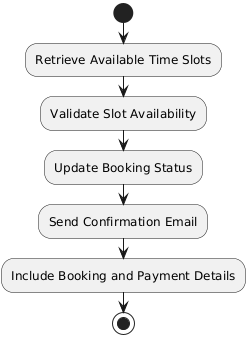 Retrieve Available Time Slots
Validate Slot Availability
Update Booking Status
Send Confirmation Email
Include Booking and Payment Details